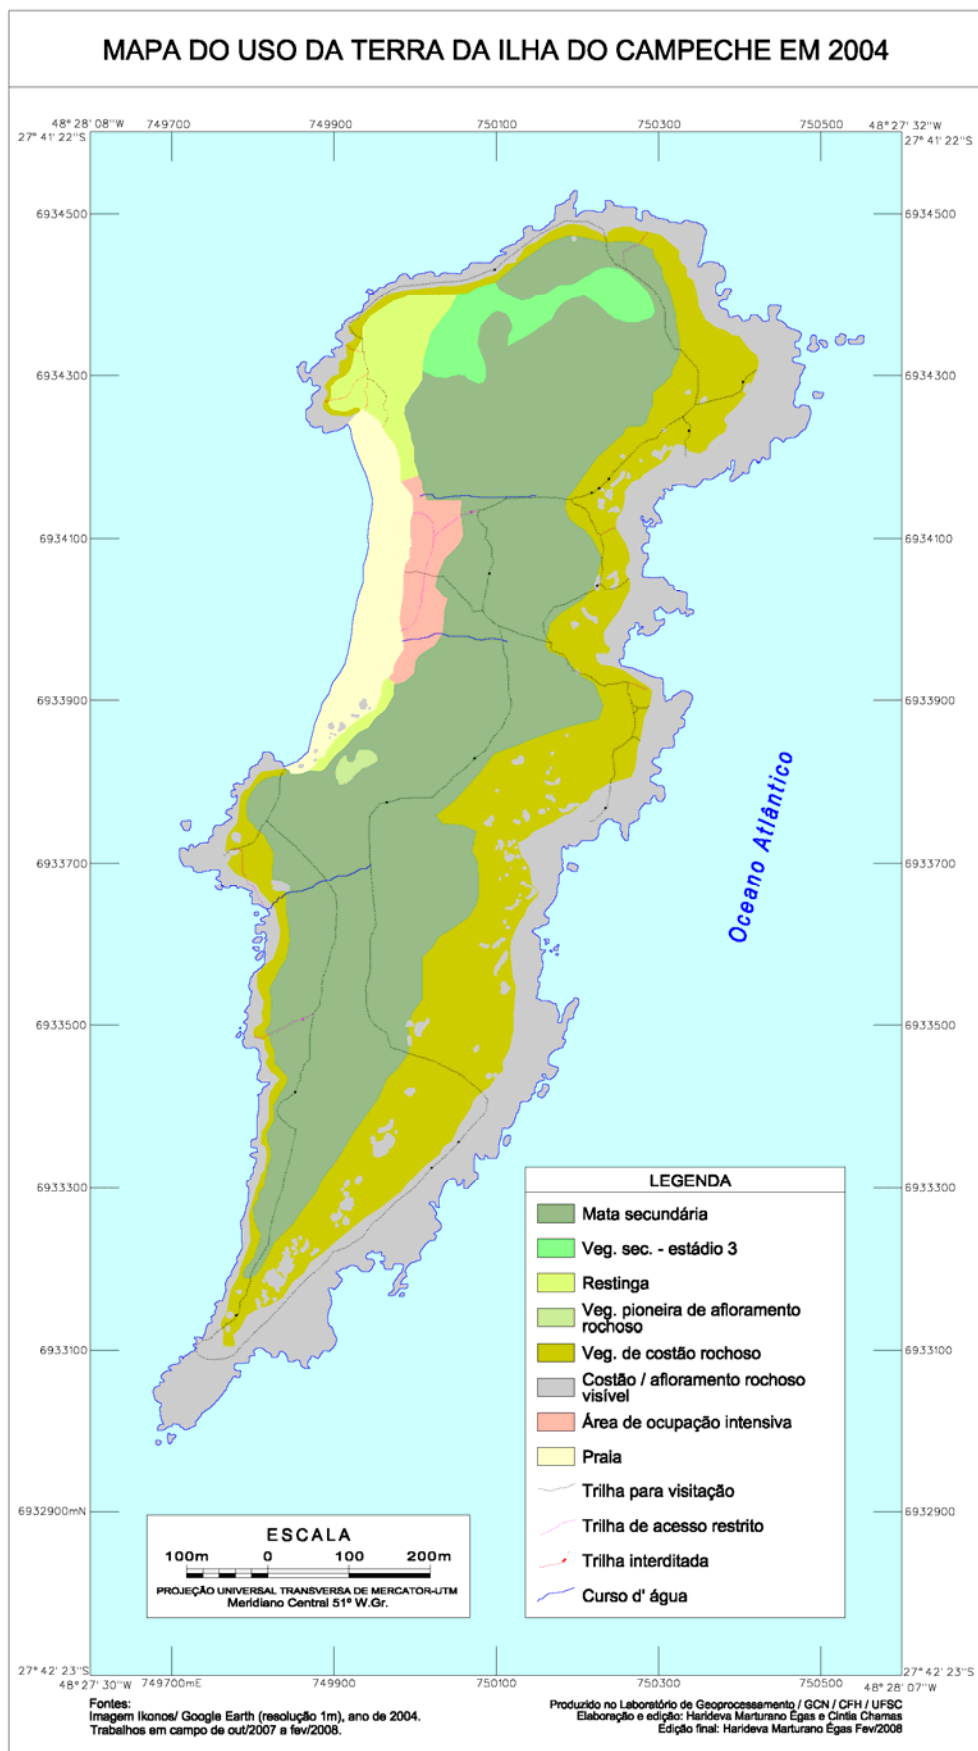 MAPA DO USO DA TERRA DA ILHA DO CAMPECHE EM 2004
48° 28' 08''W 749700 749900 750100 750300 750500 48° 27' 32''W
27° 41' 22''S 27° 41' 22''S
6934500 6934500
6934300 6934300
6934100 6934100
6933900 6933900
Oceano Atlântico
6933700 6933700
6933500 6933500
6933300 6933300
6933100 6933100
6932900mN 6932900
LEGENDA
Mata secundária
Veg. sec. - estádio 3
Restinga
Veg. pioneira de afloramento
rochoso
Veg. de costão rochoso
Costão / afloramento rochoso
visível
Área de ocupação intensiva
Praia
Trilha para visitação
Trilha de acesso restrito
Trilha interditada
Curso d' água
ESCALA
100m 0 100 200m
PROJEÇÃO UNIVERSAL TRANSVERSA DE MERCATOR-UTM
Meridiano Central 51º W.Gr.
27° 42' 23''S 27° 42' 23''S
48° 27' 30''W 749700mE 749900 750100 750300 750500 48° 28' 07''W
Fontes:
Imagem Ikonos/ Google Earth (resolução 1m), ano de 2004.
Trabalhos em campo de out/2007 a fev/2008.
Produzido no Laboratório de Geoprocessamento / GCN / CFH / UFSC
Elaboração e edição: Harideva Marturano Égas e Cintia Chamas
Edição final: Harideva Marturano Égas Fev/2008